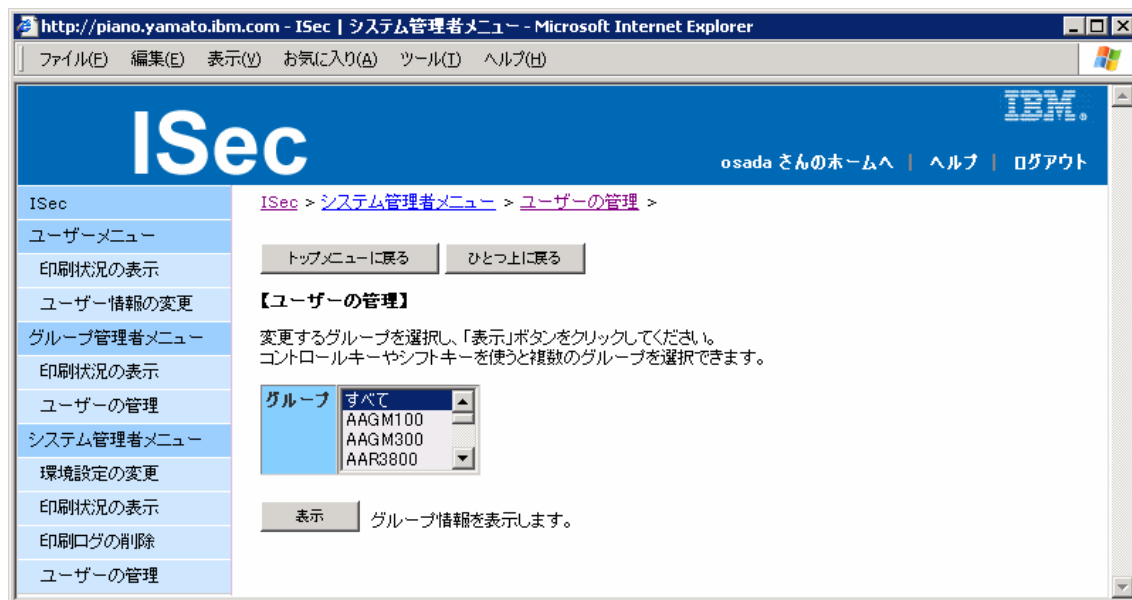 http://piano.yamato.ibm.com - ISec | システム管理者メニュー - Microsoft Internet Explorer
ファイル(F) 編集(E) 表示(V) お気に入り(A) ツール(T) ヘルプ(H)
IBM
ISec
osada さんのホームへ | ヘルプ | ログアウト
ISec
ユーザーメニュー
印刷状況の表示
ユーザー情報の変更
グループ管理者メニュー
印刷状況の表示
ユーザーの管理
システム管理者メニュー
環境設定の変更
印刷状況の表示
印刷ログの削除
ユーザーの管理
ISec > システム管理者メニュー > ユーザーの管理 >
トップメニューに戻る ひとつ上に戻る
【ユーザーの管理】
変更するグループを選択し、「表示」ボタンをクリックしてください。
コントロールキーやシフトキーを使うと複数のグループを選択できます。
グループ すべて
AAGM100
AAGM300
AAR3800
表示 グループ情報を表示します。